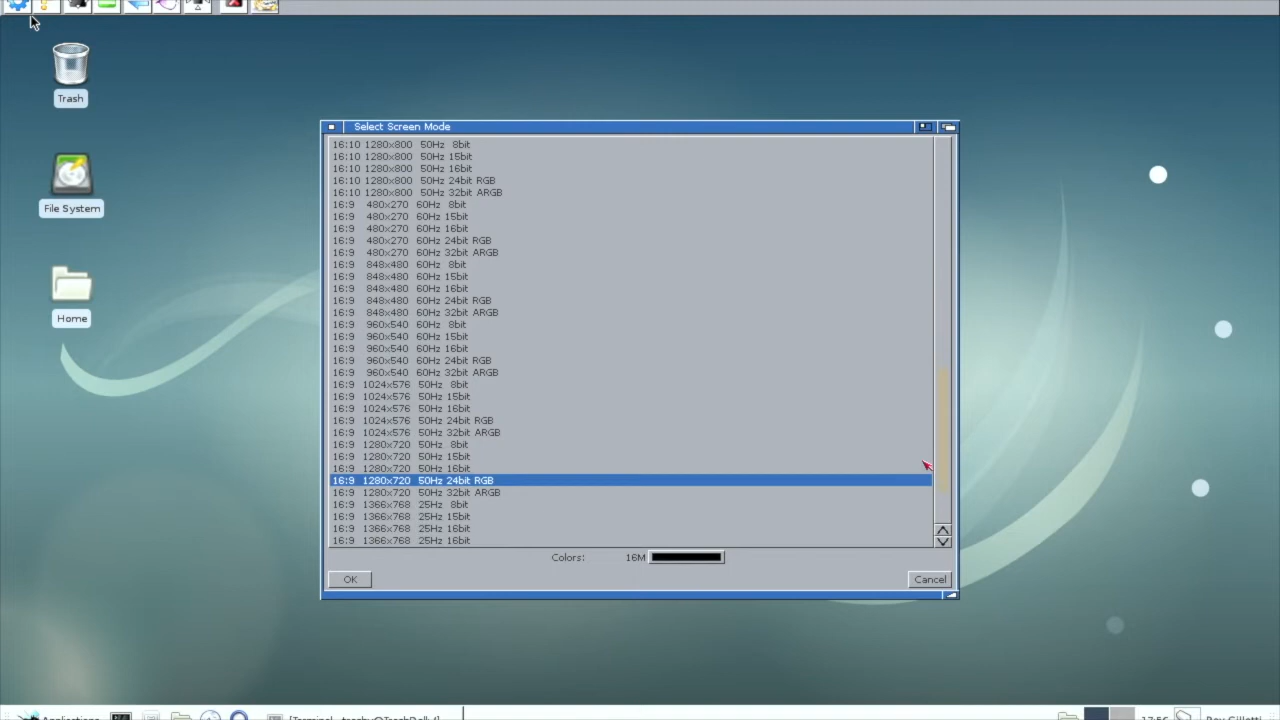 Trash
File System
Home
Select Screen Mode
16:10 1280x800 50Hz 8bit
16:10 1280x800 50Hz 15bit
16:10 1280x800 50Hz 16bit
16:10 1280x800 50Hz 24bit RGB
16:10 1280x800 50Hz 32bit ARGB
16:9 480x270 60Hz 8bit
16:9 480x270 60Hz 15bit
16:9 480x270 60Hz 16bit
16:9 480x270 60Hz 24bit RGB
16:9 480x270 60Hz 32bit ARGB
16:9 848x480 60Hz 8bit
16:9 848x480 60Hz 15bit
16:9 848x480 60Hz 16bit
16:9 848x480 60Hz 24bit RGB
16:9 848x480 60Hz 32bit ARGB
16:9 960x540 60Hz 8bit
16:9 960x540 60Hz 15bit
16:9 960x540 60Hz 16bit
16:9 960x540 60Hz 24bit RGB
16:9 960x540 60Hz 32bit ARGB
16:9 1024x576 50Hz 8bit
16:9 1024x576 50Hz 15bit
16:9 1024x576 50Hz 16bit
16:9 1024x576 50Hz 24bit RGB
16:9 1024x576 50Hz 32bit ARGB
16:9 1280x720 50Hz 8bit
16:9 1280x720 50Hz 15bit
16:9 1280x720 50Hz 16bit
16:9 1280x720 50Hz 24bit RGB
16:9 1280x720 50Hz 32bit ARGB
16:9 1366x768 25Hz 8bit
16:9 1366x768 25Hz 15bit
16:9 1366x768 25Hz 16bit
16:9 1366x768 25Hz 16bit
Colors: 16M
OK Cancel
Applications 17:56